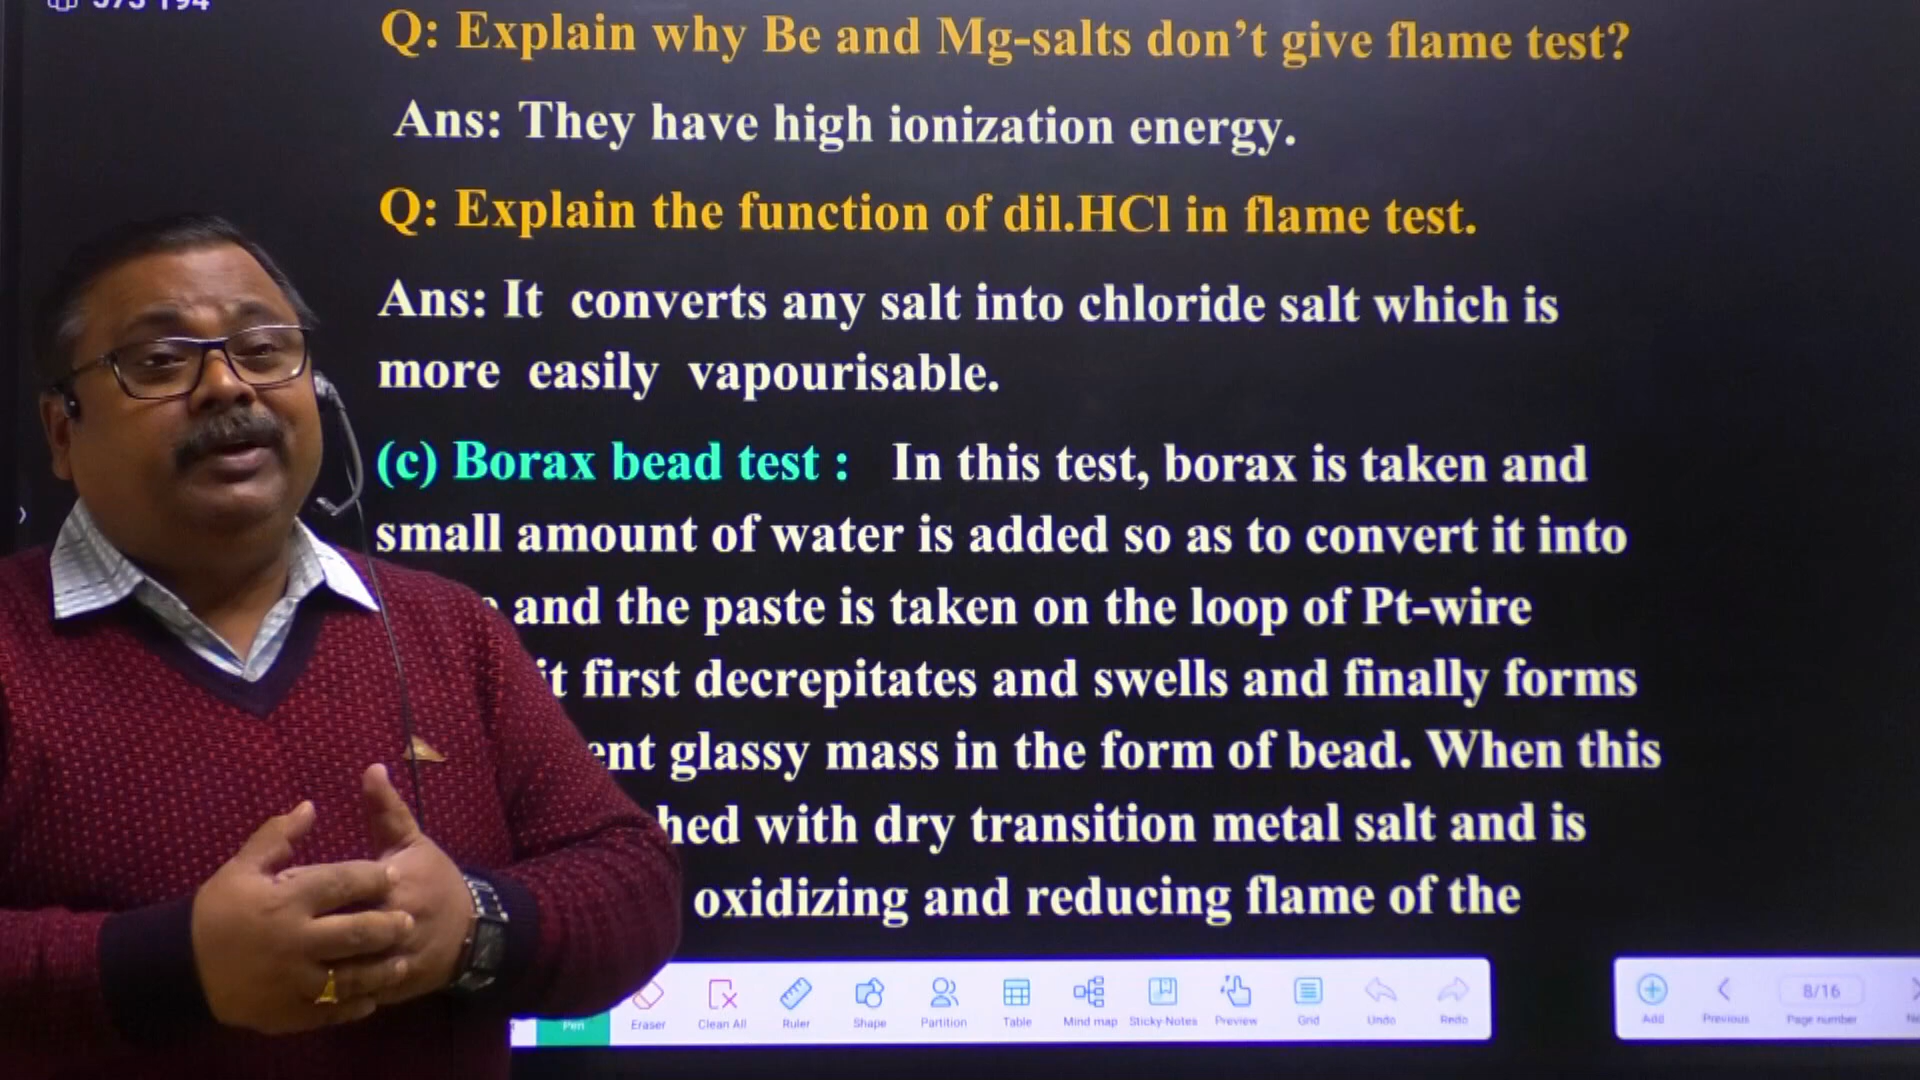 Q: Explain why Be and Mg-salts don’t give flame test?
Ans: They have high ionization energy.
Q: Explain the function of dil.HCl in flame test.
Ans: It converts any salt into chloride salt which is
more easily vapourisable.
(c) Borax bead test : In this test, borax is taken and
small amount of water is added so as to convert it into
and the paste is taken on the loop of Pt-wire
it first decrepitates and swells and finally forms
glassy mass in the form of bead. When this
with dry transition metal salt and is
oxidizing and reducing flame of the
Pen Eraser Clean All Ruler Shape Partition Table Mind map Sticky-Notes Preview Grid Undo Redo Add Previous 8/16 Page number